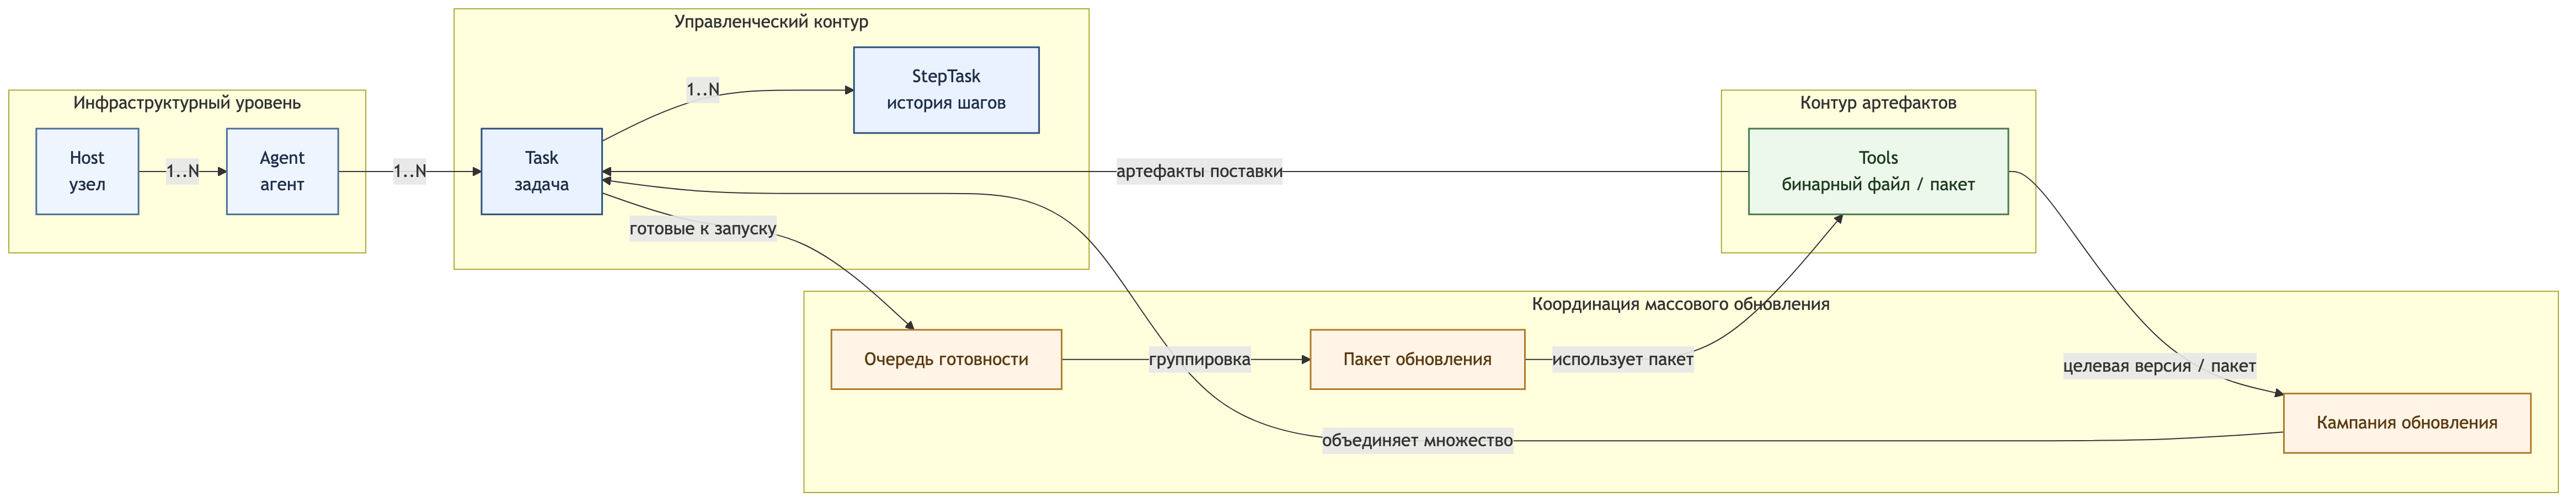 Управленческий контур
StepTask
история шагов
1..N
Инфраструктурный уровень
Host
узел
1..N
Agent
агент
1..N
Task
задача
готовые к запуску
артефакты поставки
Контур артефактов
Tools
бинарный файл / пакет
Координация массового обновления
Очередь готовности
группировка
Пакет обновления
использует пакет
целевая версия / пакет
Кампания обновления
объединяет множество